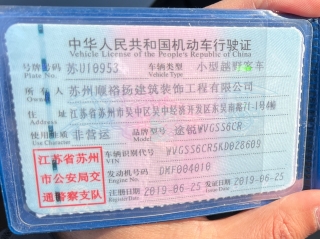 中华人民共和国机动车行驶证
Vehicle License of the People's Republic of China
号牌号码 苏U10953 车辆类型 小型越野客车
Plate No. Vehicle Type
所有人 苏州顺格扬建筑装饰工程有限公司
Owner
住址 江苏省苏州市吴中区吴中经济开发区东吴南路71-1号4幢
Address
使用性质 非营运 品牌型号 途锐WVGSS6CR
Use Character Model
江苏省苏州
市公安局交
通警察支队
车辆识别代号 WVGSS6CR5KD028609
VIN
发动机号码 DMF004010
Engine No.
注册日期 2019-06-25 发证日期 2019-06-25
Register Date Issue Date